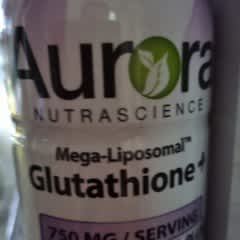 Aurora
NUTRASCIENCE
Mega-Liposomal™
Glutathione +
750 MG / SERVING